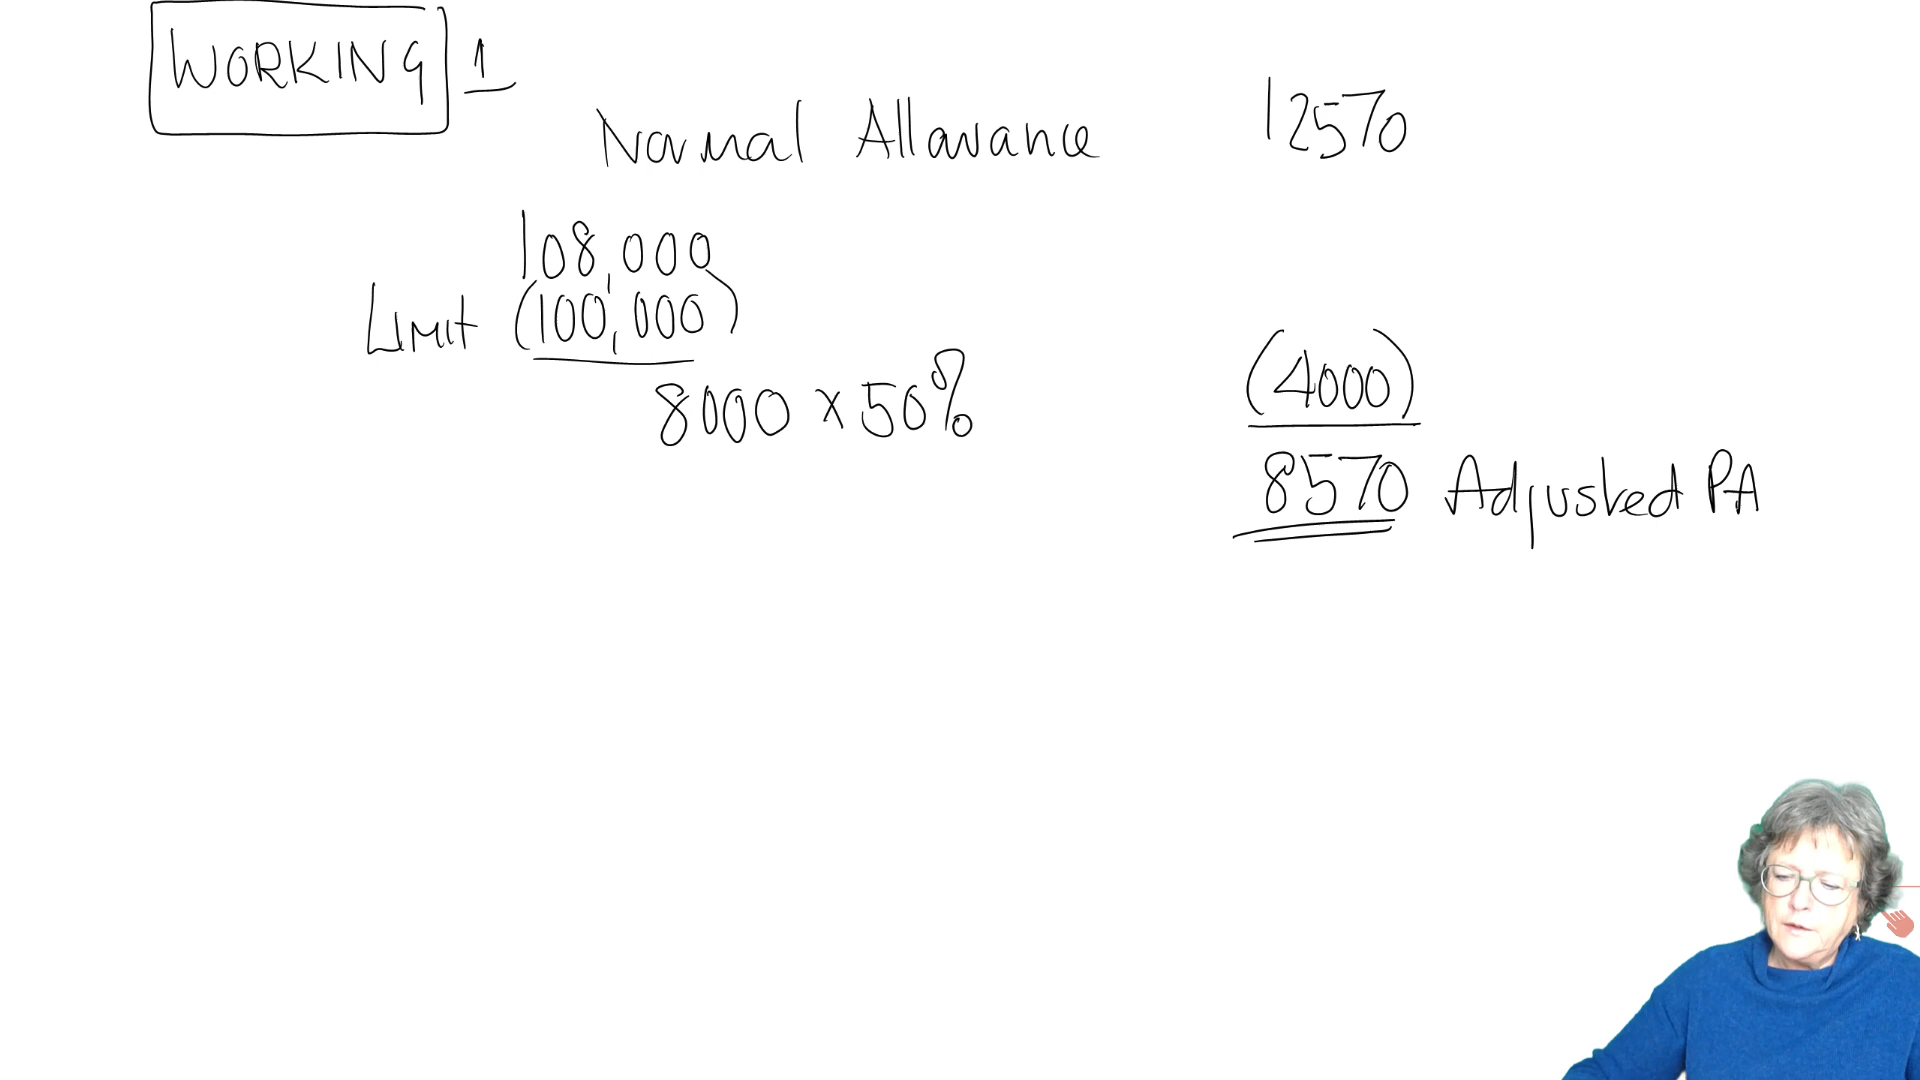 WORKING 1
Normal Allowance 12570
108,000
Limit (100,000)
8000 x 50% (4000)
8570 Adjusted PA